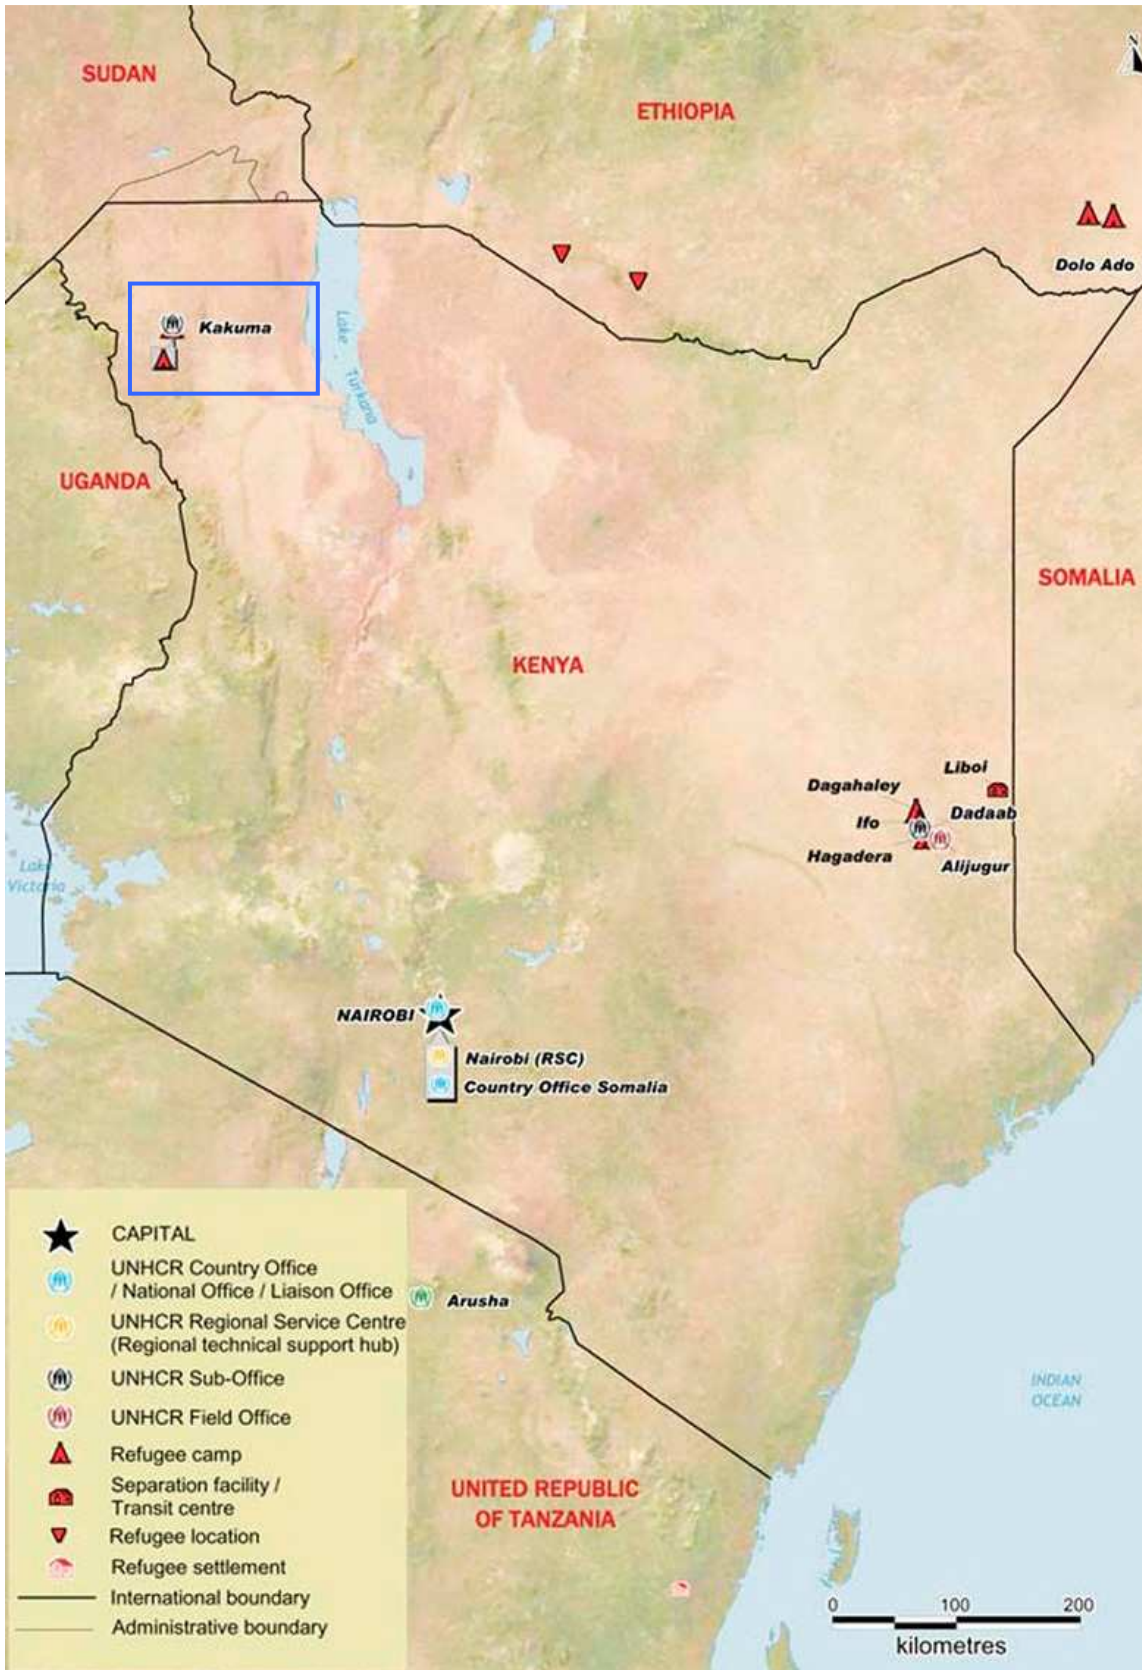 N
SUDAN
ETHIOPIA
Dolo Ado
Kakuma
Lake
Turkana
UGANDA
SOMALIA
KENYA
Liboi
Dagahaley
Dadaab
Ifo
Hagadera
Alijugur
Lake
Victoria
NAIROBI
Nairobi (RSC)
Country Office Somalia
CAPITAL
UNHCR Country Office
/ National Office / Liaison Office
UNHCR Regional Service Centre
(Regional technical support hub)
UNHCR Sub-Office
UNHCR Field Office
Refugee camp
Separation facility /
Transit centre
Refugee location
Refugee settlement
International boundary
Administrative boundary
Arusha
INDIAN
OCEAN
UNITED REPUBLIC
OF TANZANIA
0 100 200
kilometres